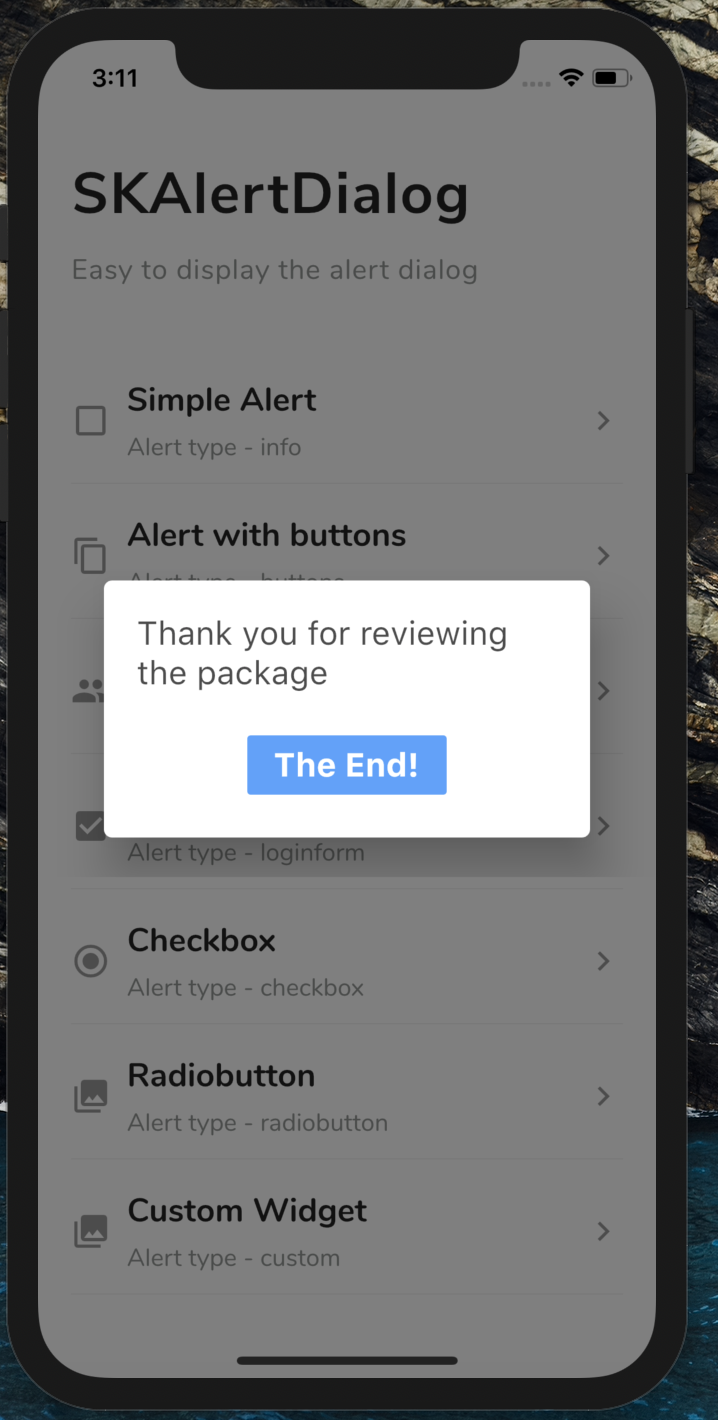 3:11
SKAlertDialog
Easy to display the alert dialog
Simple Alert
Alert type - info
Alert with buttons
Alert type - buttons
Thank you for reviewing
the package
The End!
Alert type - loginform
Checkbox
Alert type - checkbox
Radiobutton
Alert type - radiobutton
Custom Widget
Alert type - custom